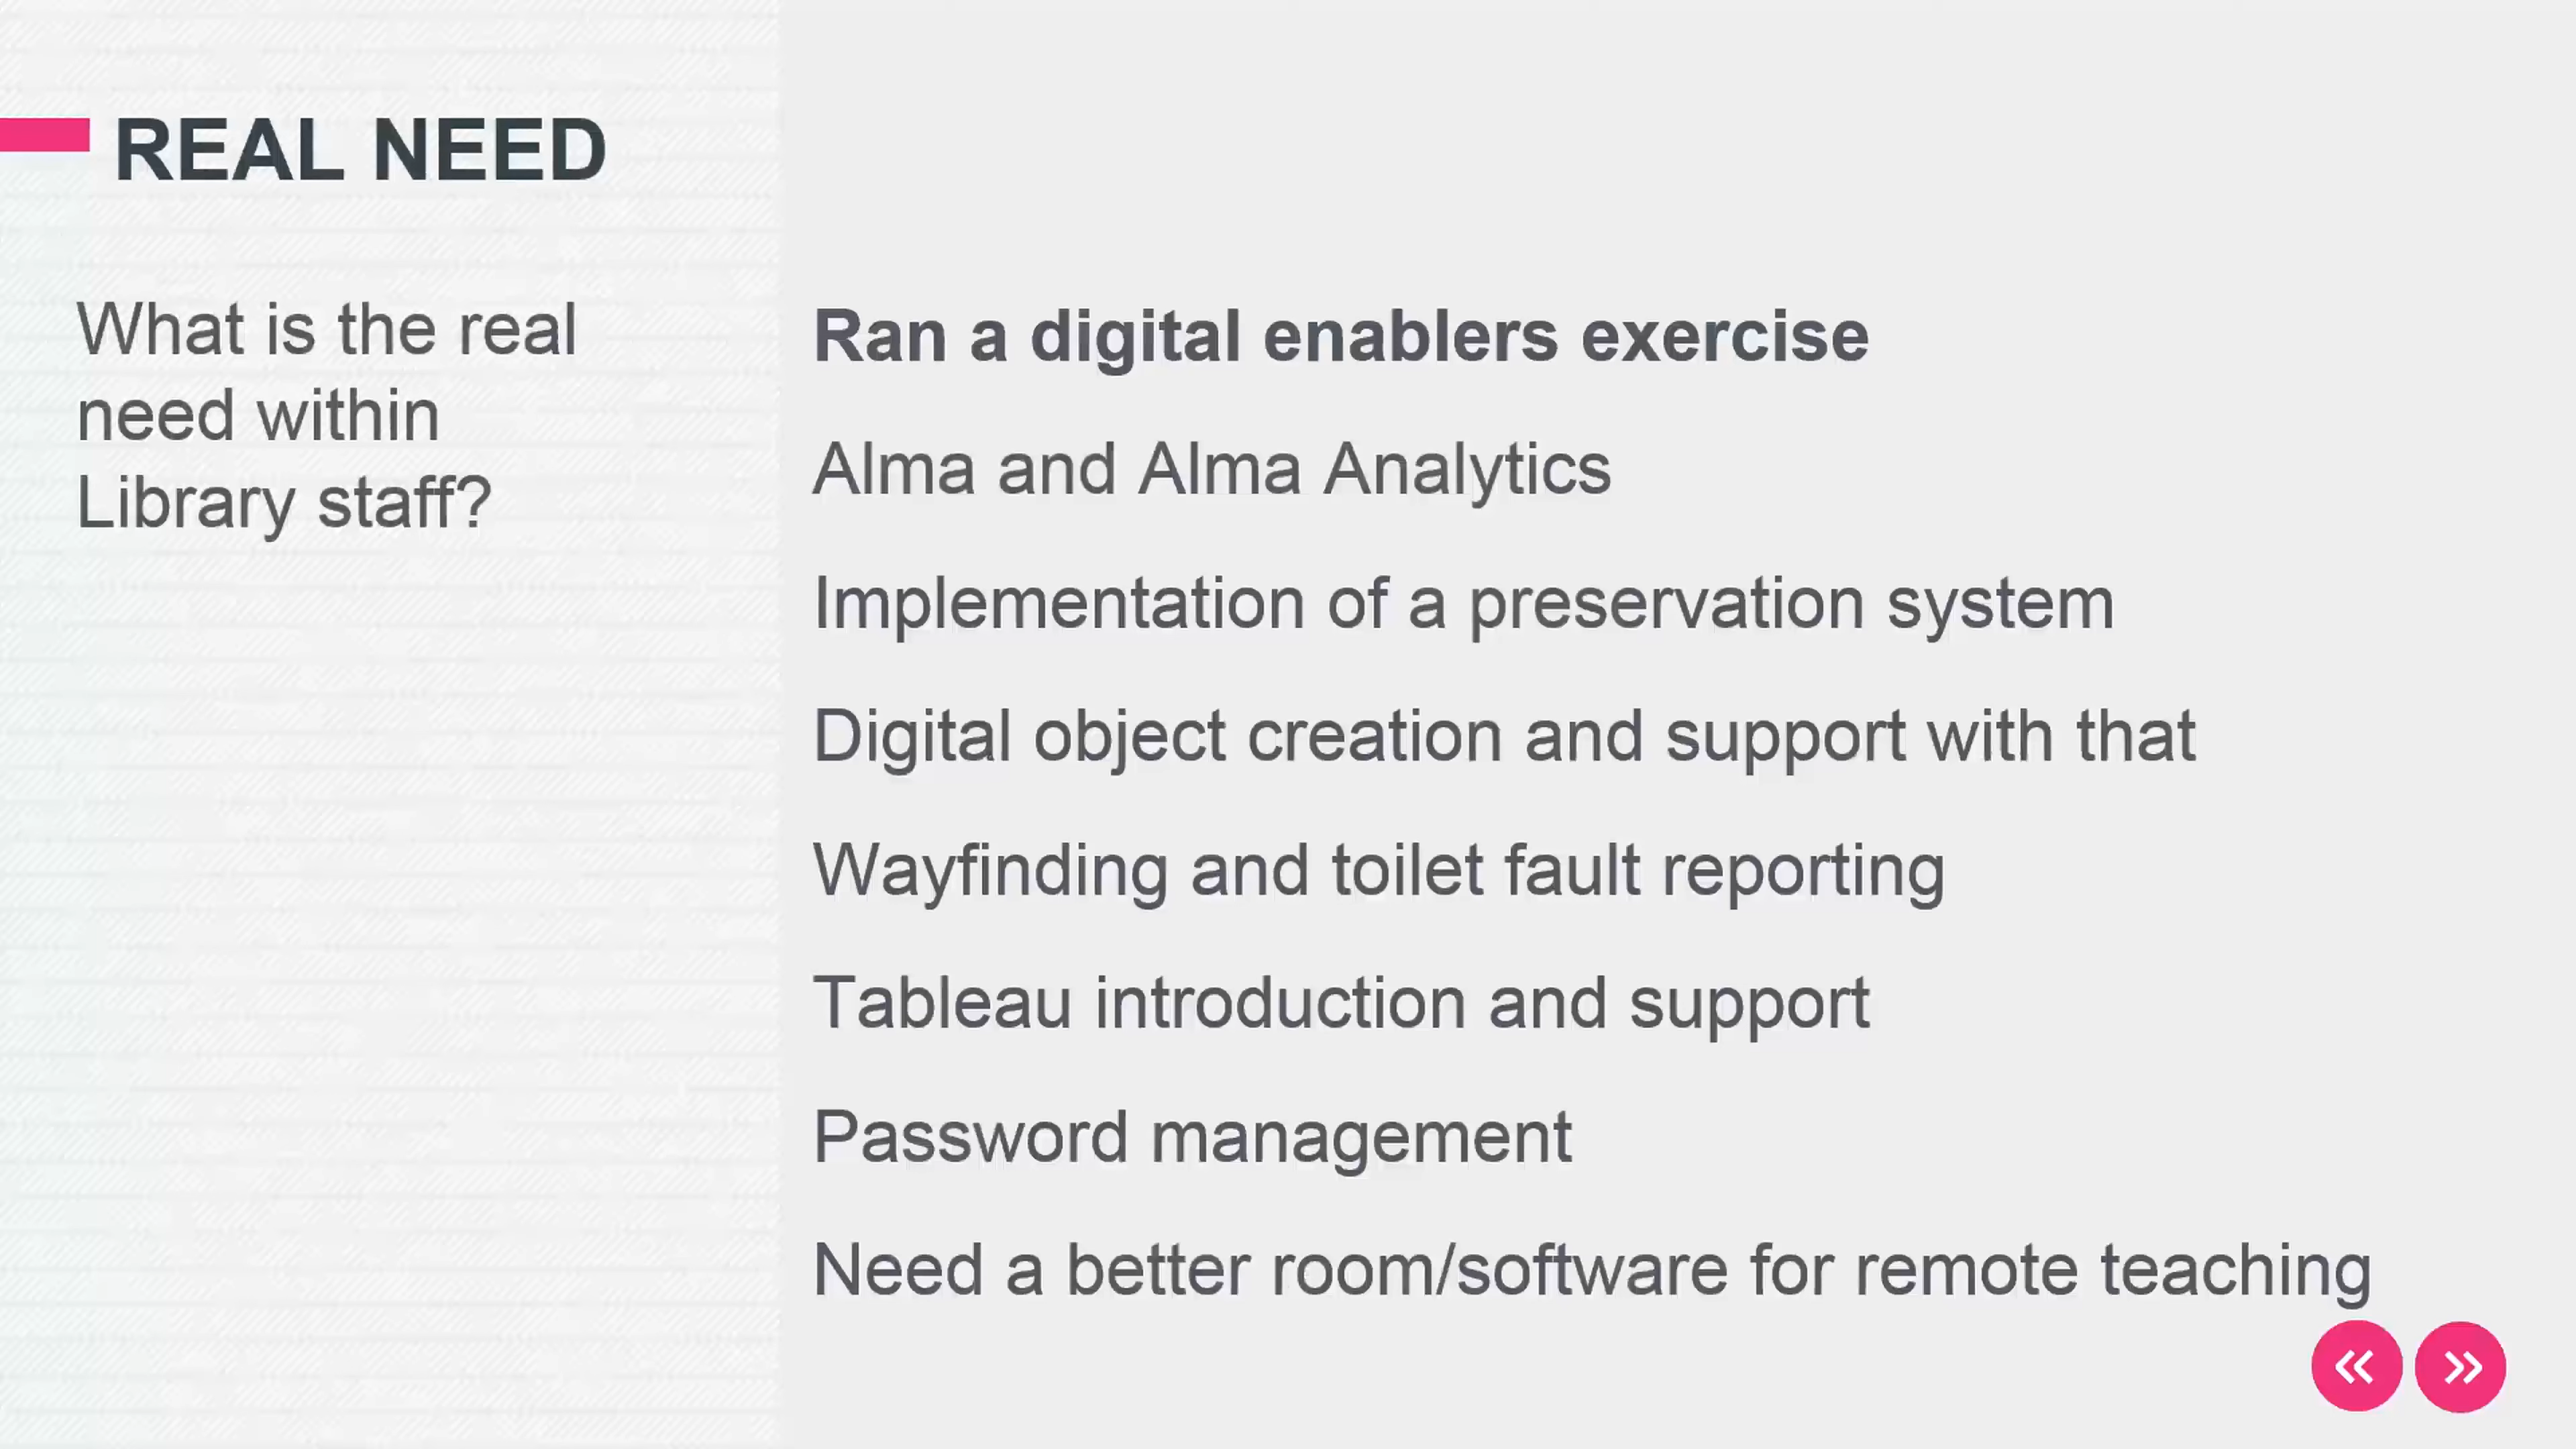 REAL NEED
What is the real
need within
Library staff?
Ran a digital enablers exercise
Alma and Alma Analytics
Implementation of a preservation system
Digital object creation and support with that
Wayfinding and toilet fault reporting
Tableau introduction and support
Password management
Need a better room/software for remote teaching